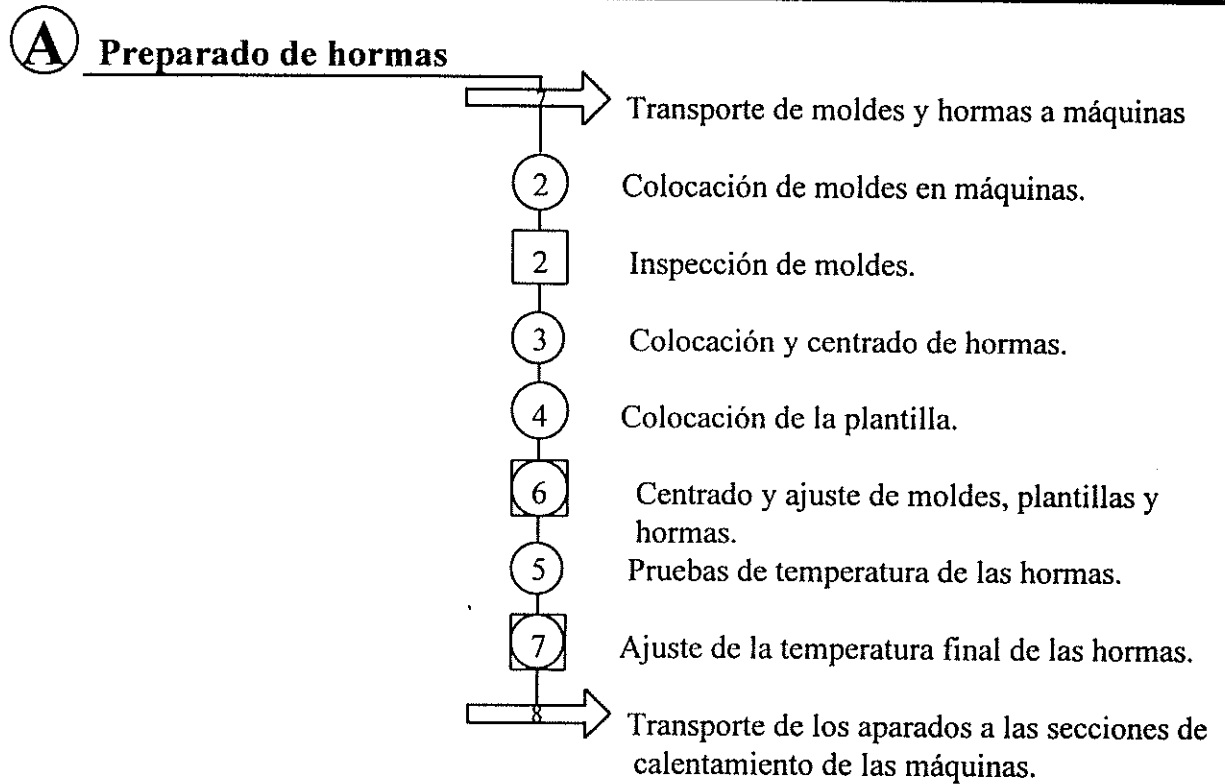 A Preparado de hormas
7 Transporte de moldes y hormas a máquinas
2 Colocación de moldes en máquinas.
2 Inspección de moldes.
3 Colocación y centrado de hormas.
4 Colocación de la plantilla.
6 Centrado y ajuste de moldes, plantillas y
hormas.
5 Pruebas de temperatura de las hormas.
7 Ajuste de la temperatura final de las hormas.
8 Transporte de los aparados a las secciones de
calentamiento de las máquinas.